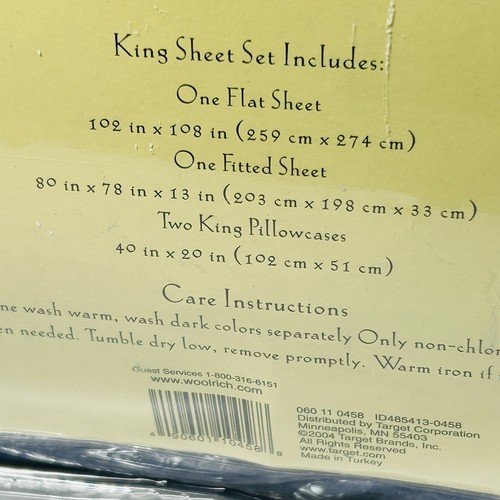 King Sheet Set Includes:
One Flat Sheet
102 in x 108 in (259 cm x 274 cm)
One Fitted Sheet
80 in x 78 in x 13 in (203 cm x 198 cm x 33 cm)
Two King Pillowcases
40 in x 20 in (102 cm x 51 cm)
Care Instructions
ne wash warm, wash dark colors separately Only non-chlor
en needed. Tumble dry low, remove promptly. Warm iron if
Guest Services 1-800-316-6151
www.woolrich.com
060 11 0458 ID485413-0458
Distributed by Target Corporation
Minneapolis, MN 55403
©2004 Target Brands, Inc.
All Rights Reserved
www.target.com
Made in Turkey